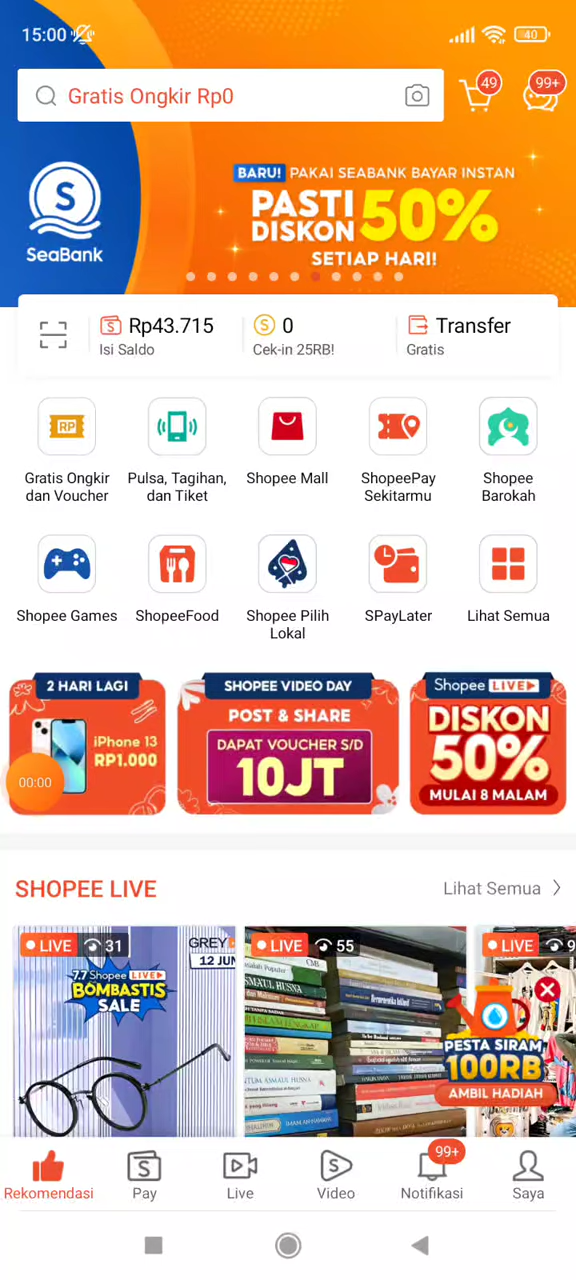 15:00
40
Gratis Ongkir Rp0
49
99+
S
SeaBank
BARU! PAKAI SEABANK BAYAR INSTAN
PASTI DISKON 50%
SETIAP HARI!
Rp43.715
Isi Saldo
0
Cek-in 25RB!
Transfer
Gratis
RP
Gratis Ongkir dan Voucher
Pulsa, Tagihan, dan Tiket
Shopee Mall
ShopeePay Sekitarmu
Shopee Barokah
Shopee Games
ShopeeFood
Shopee Pilih Lokal
SPayLater
Lihat Semua
2 HARI LAGI
iPhone 13
RP1.000
00:00
SHOPEE VIDEO DAY
POST & SHARE
DAPAT VOUCHER S/D
10JT
Shopee LIVE
DISKON
50%
MULAI 8 MALAM
SHOPEE LIVE
Lihat Semua
LIVE 31
GREY
12 JUN
7.7 Shopee LIVE
BOMBASTIS
SALE
LIVE 55
LIVE 9
PESTA SIRAM
100RB
AMBIL HADIAH
Rekomendasi
Pay
Live
Video
99+
Notifikasi
Saya